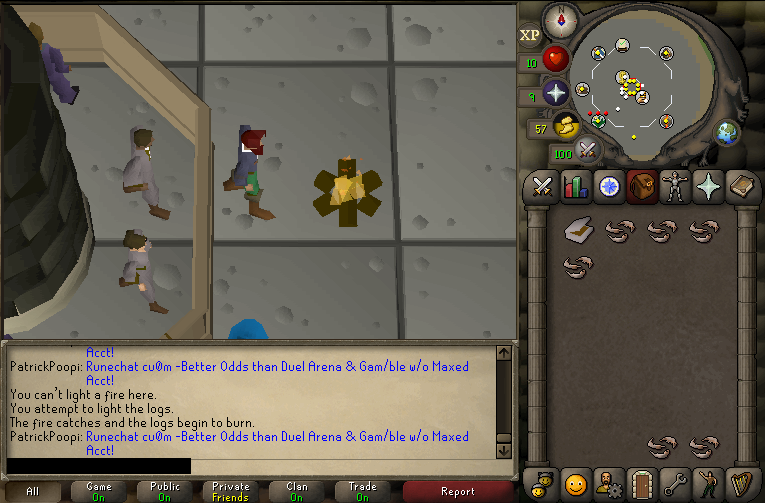 N
XP
10
9
57
100
Acct!
PatrickPoopi: Runechat cu0m -Better Odds than Duel Arena & Gam/ble w/o Maxed
Acct!
You can't light a fire here.
You attempt to light the logs.
The fire catches and the logs begin to burn.
PatrickPoopi: Runechat cu0m -Better Odds than Duel Arena & Gam/ble w/o Maxed
Acct!
All
Game
On
Public
On
Private
Friends
Clan
On
Trade
On
Report